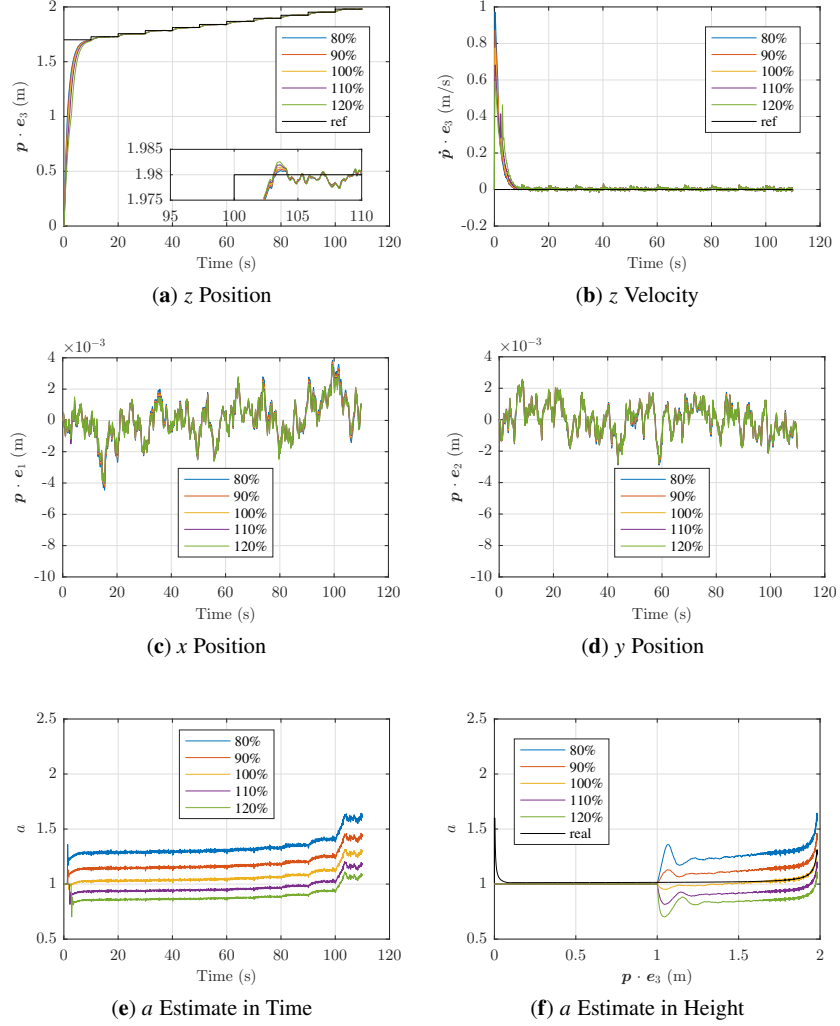 2
1.5
1
0.5
0
p · e3 (m)
80%
90%
100%
110%
120%
ref
1.985
1.98
1.975
95
100
105
110
0 20 40 60 80 100 120
Time (s)
(a) z Position
1
0.8
0.6
0.4
0.2
0
-0.2
ṗ · e3 (m/s)
80%
90%
100%
110%
120%
ref
0 20 40 60 80 100 120
Time (s)
(b) z Velocity
×10⁻³
4
2
0
-2
-4
-6
-8
-10
p · e1 (m)
80%
90%
100%
110%
120%
0 20 40 60 80 100 120
Time (s)
(c) x Position
×10⁻³
4
2
0
-2
-4
-6
-8
-10
p · e2 (m)
80%
90%
100%
110%
120%
0 20 40 60 80 100 120
Time (s)
(d) y Position
2.5
2
1.5
1
0.5
a
80%
90%
100%
110%
120%
0 20 40 60 80 100 120
Time (s)
(e) a Estimate in Time
2.5
2
1.5
1
0.5
a
80%
90%
100%
110%
120%
real
0 0.5 1 1.5 2
p · e3 (m)
(f) a Estimate in Height